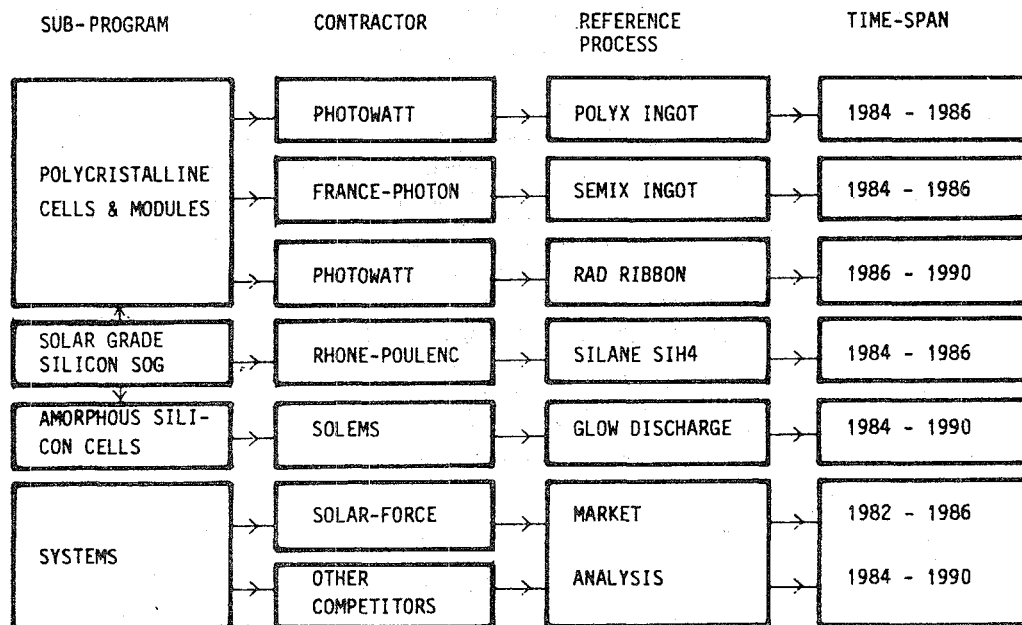 SUB-PROGRAM
CONTRACTOR
REFERENCE
PROCESS
TIME-SPAN
POLYCRISTALLINE
CELLS & MODULES
PHOTOWATT
POLYX INGOT
1984 - 1986
FRANCE-PHOTON
SEMIX INGOT
1984 - 1986
PHOTOWATT
RAD RIBBON
1986 - 1990
SOLAR GRADE
SILICON SOG
RHONE-POULENC
SILANE SIH4
1984 - 1986
AMORPHOUS SILI-
CON CELLS
SOLEMS
GLOW DISCHARGE
1984 - 1990
SYSTEMS
SOLAR-FORCE
MARKET
1982 - 1986
OTHER
COMPETITORS
ANALYSIS
1984 - 1990